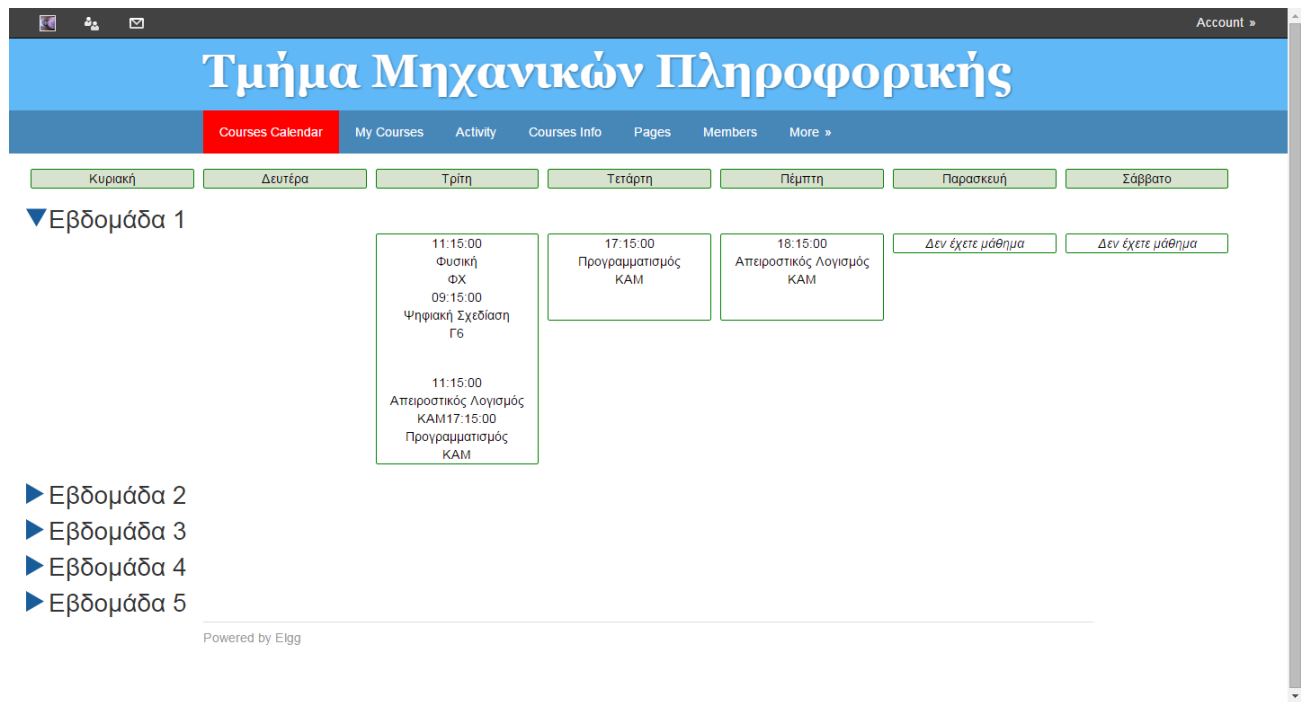 Account »
Τμήμα Μηχανικών Πληροφορικής
Courses Calendar My Courses Activity Courses Info Pages Members More »
Κυριακή Δευτέρα Τρίτη Τετάρτη Πέμπτη Παρασκευή Σάββατο
Εβδομάδα 1
11:15:00
Φυσική
ΦΧ
09:15:00
Ψηφιακή Σχεδίαση
Γ6
11:15:00
Απειροστικός Λογισμός
ΚΑΜ17:15:00
Προγραμματισμός
ΚΑΜ
17:15:00
Προγραμματισμός
ΚΑΜ
18:15:00
Απειροστικός Λογισμός
ΚΑΜ
Δεν έχετε μάθημα
Δεν έχετε μάθημα
Εβδομάδα 2
Εβδομάδα 3
Εβδομάδα 4
Εβδομάδα 5
Powered by Elgg